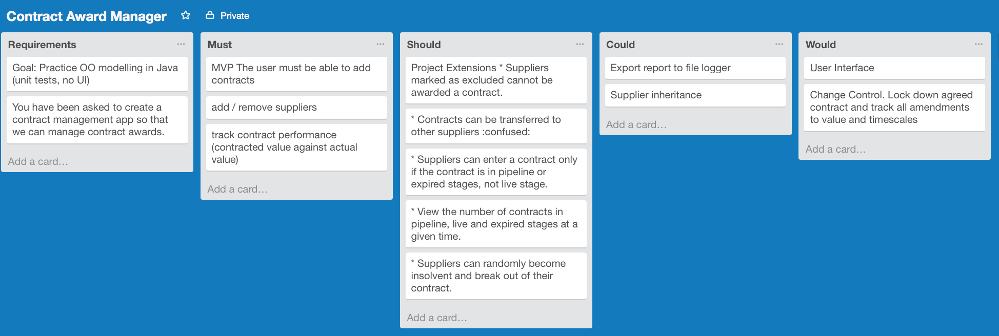 Contract Award Manager
Private
Requirements
Goal: Practice OO modelling in Java
(unit tests, no UI)
You have been asked to create a
contract management app so that
we can manage contract awards.
Add a card…
Must
MVP The user must be able to add
contracts
add / remove suppliers
track contract performance
(contracted value against actual
value)
Add a card…
Should
Project Extensions * Suppliers
marked as excluded cannot be
awarded a contract.
* Contracts can be transferred to
other suppliers :confused:
* Suppliers can enter a contract only
if the contract is in pipeline or
expired stages, not live stage.
* View the number of contracts in
pipeline, live and expired stages at a
given time.
* Suppliers can randomly become
insolvent and break out of their
contract.
Add a card…
Could
Export report to file logger
Supplier inheritance
Add a card…
Would
User Interface
Change Control. Lock down agreed
contract and track all amendments
to value and timescales
Add a card…